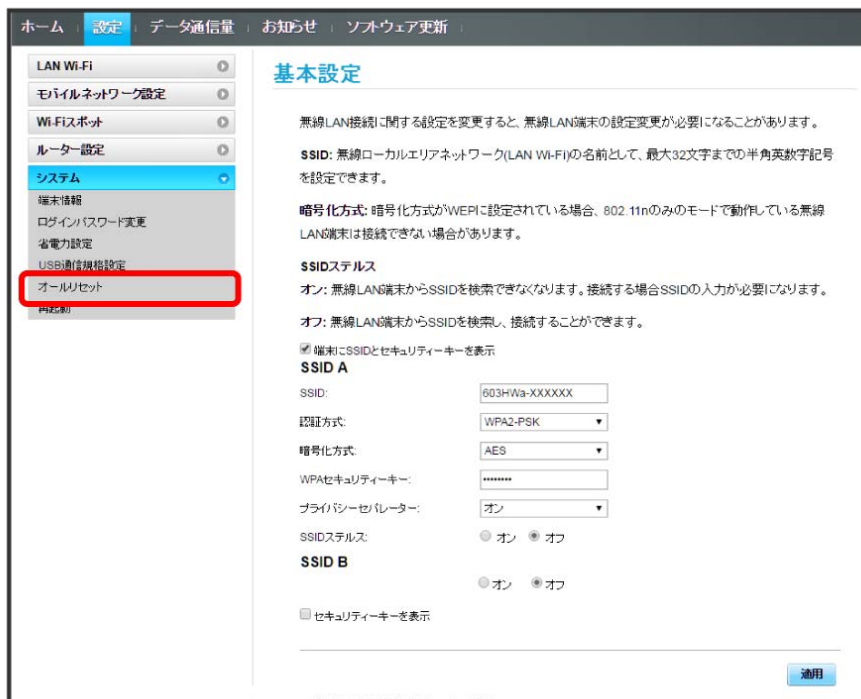 ホーム 設定 データ通信量 お知らせ ソフトウェア更新
LAN Wi-Fi
モバイルネットワーク設定
Wi-Fiスポット
ルーター設定
システム
端末情報
ログインパスワード変更
省電力設定
USB通信規格設定
オールリセット
再起動
基本設定
無線LAN接続に関する設定を変更すると、無線LAN端末の設定変更が必要になることがあります。
SSID: 無線ローカルエリアネットワーク(LAN Wi-Fi)の名前として、最大32文字までの半角英数字記号
を設定できます。
暗号化方式: 暗号化方式がWEPに設定されている場合、802.11nのみのモードで動作している無線
LAN端末は接続できない場合があります。
SSIDステルス
オン: 無線LAN端末からSSIDを検索できなくなります。接続する場合SSIDの入力が必要になります。
オフ: 無線LAN端末からSSIDを検索し、接続することができます。
端末にSSIDとセキュリティーキーを表示
SSID A
SSID: 603HWa-XXXXXX
認証方式: WPA2-PSK
暗号化方式: AES
WPAセキュリティーキー: ••••••••
プライバシーセパレーター: オン
SSIDステルス: オン オフ
SSID B
オン オフ
セキュリティーキーを表示
適用